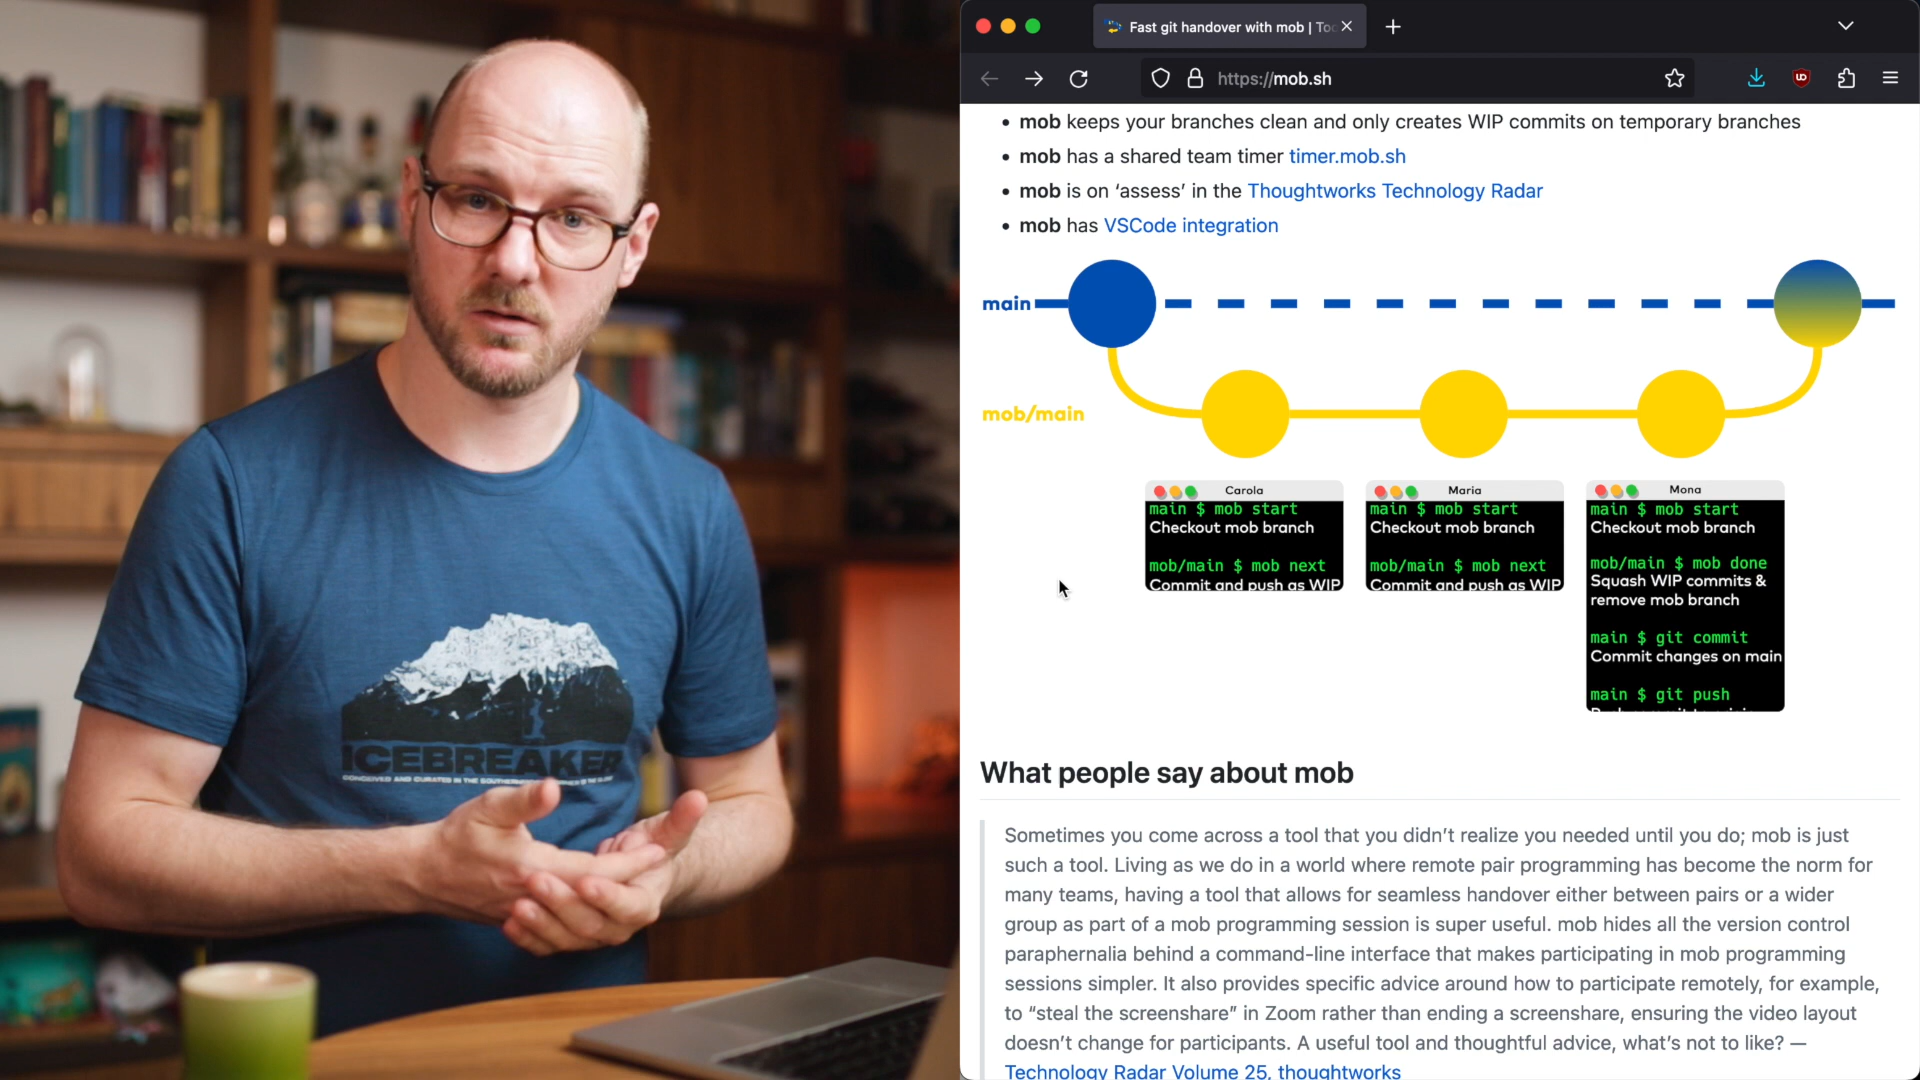 Fast git handover with mob | Too
https://mob.sh
• mob keeps your branches clean and only creates WIP commits on temporary branches
• mob has a shared team timer timer.mob.sh
• mob is on ‘assess’ in the Thoughtworks Technology Radar
• mob has VSCode integration
main
mob/main
Carola
main $ mob start
Checkout mob branch
mob/main $ mob next
Commit and push as WIP
Maria
main $ mob start
Checkout mob branch
mob/main $ mob next
Commit and push as WIP
Mona
main $ mob start
Checkout mob branch
mob/main $ mob done
Squash WIP commits &
remove mob branch
main $ git commit
Commit changes on main
main $ git push
What people say about mob
Sometimes you come across a tool that you didn’t realize you needed until you do; mob is just
such a tool. Living as we do in a world where remote pair programming has become the norm for
many teams, having a tool that allows for seamless handover either between pairs or a wider
group as part of a mob programming session is super useful. mob hides all the version control
paraphernalia behind a command-line interface that makes participating in mob programming
sessions simpler. It also provides specific advice around how to participate remotely, for example,
to “steal the screenshare” in Zoom rather than ending a screenshare, ensuring the video layout
doesn’t change for participants. A useful tool and thoughtful advice, what’s not to like? —
Technology Radar Volume 25, thoughtworks
ICEBREAKER
CONCEIVED AND CURATED IN THE